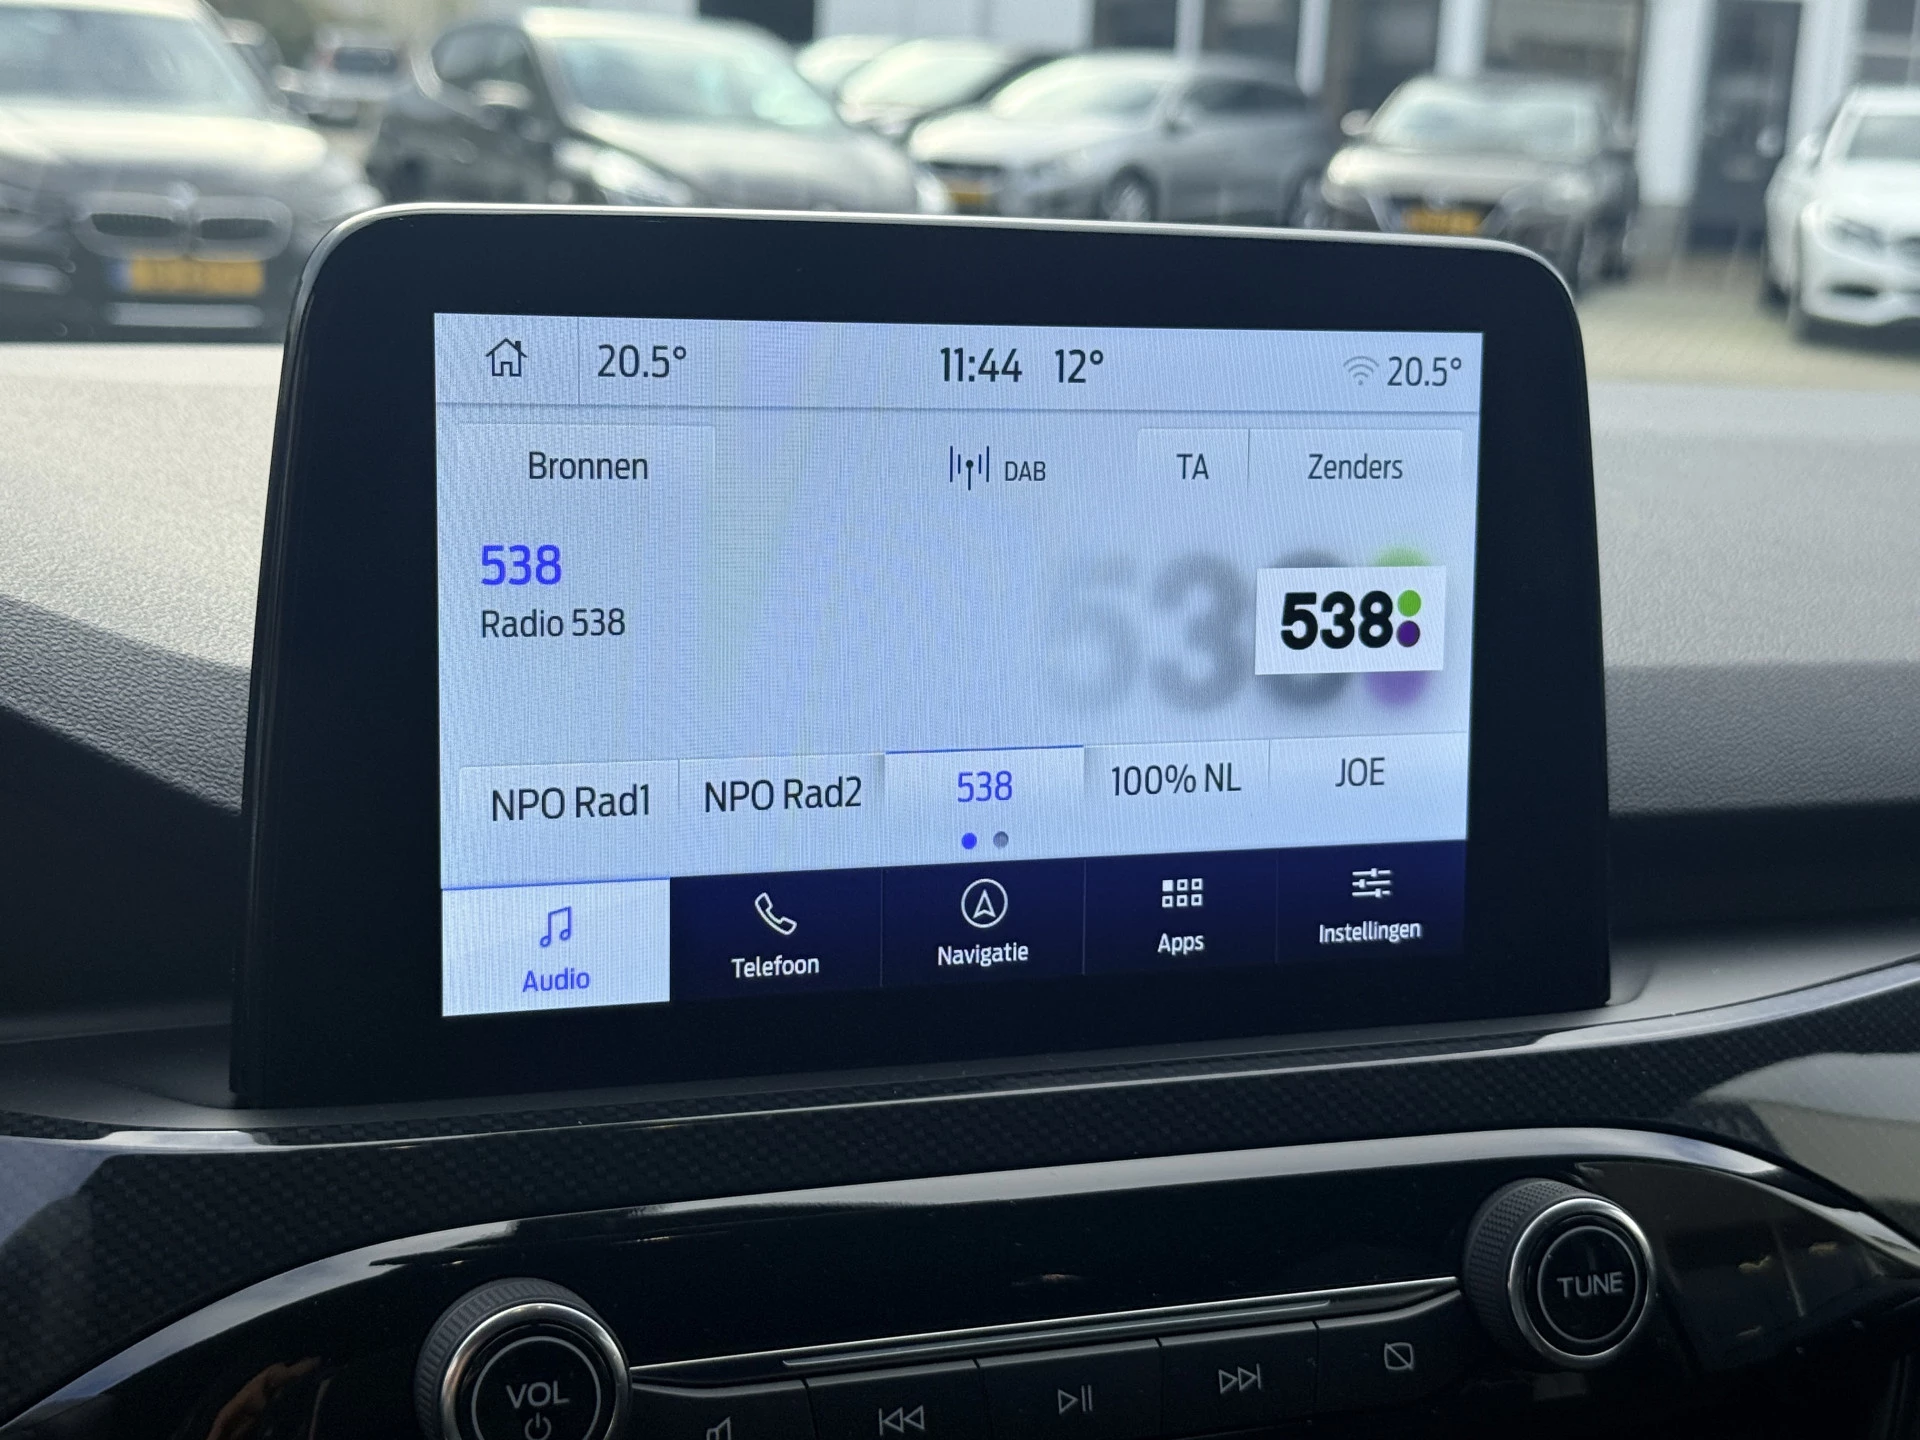 20.5° 11:44 12° 20.5°
Bronnen DAB TA Zenders
538
Radio 538
538
538
NPO Rad1 NPO Rad2 538 100% NL JOE
Audio Telefoon Navigatie Apps Instellingen
TUNE
VOL